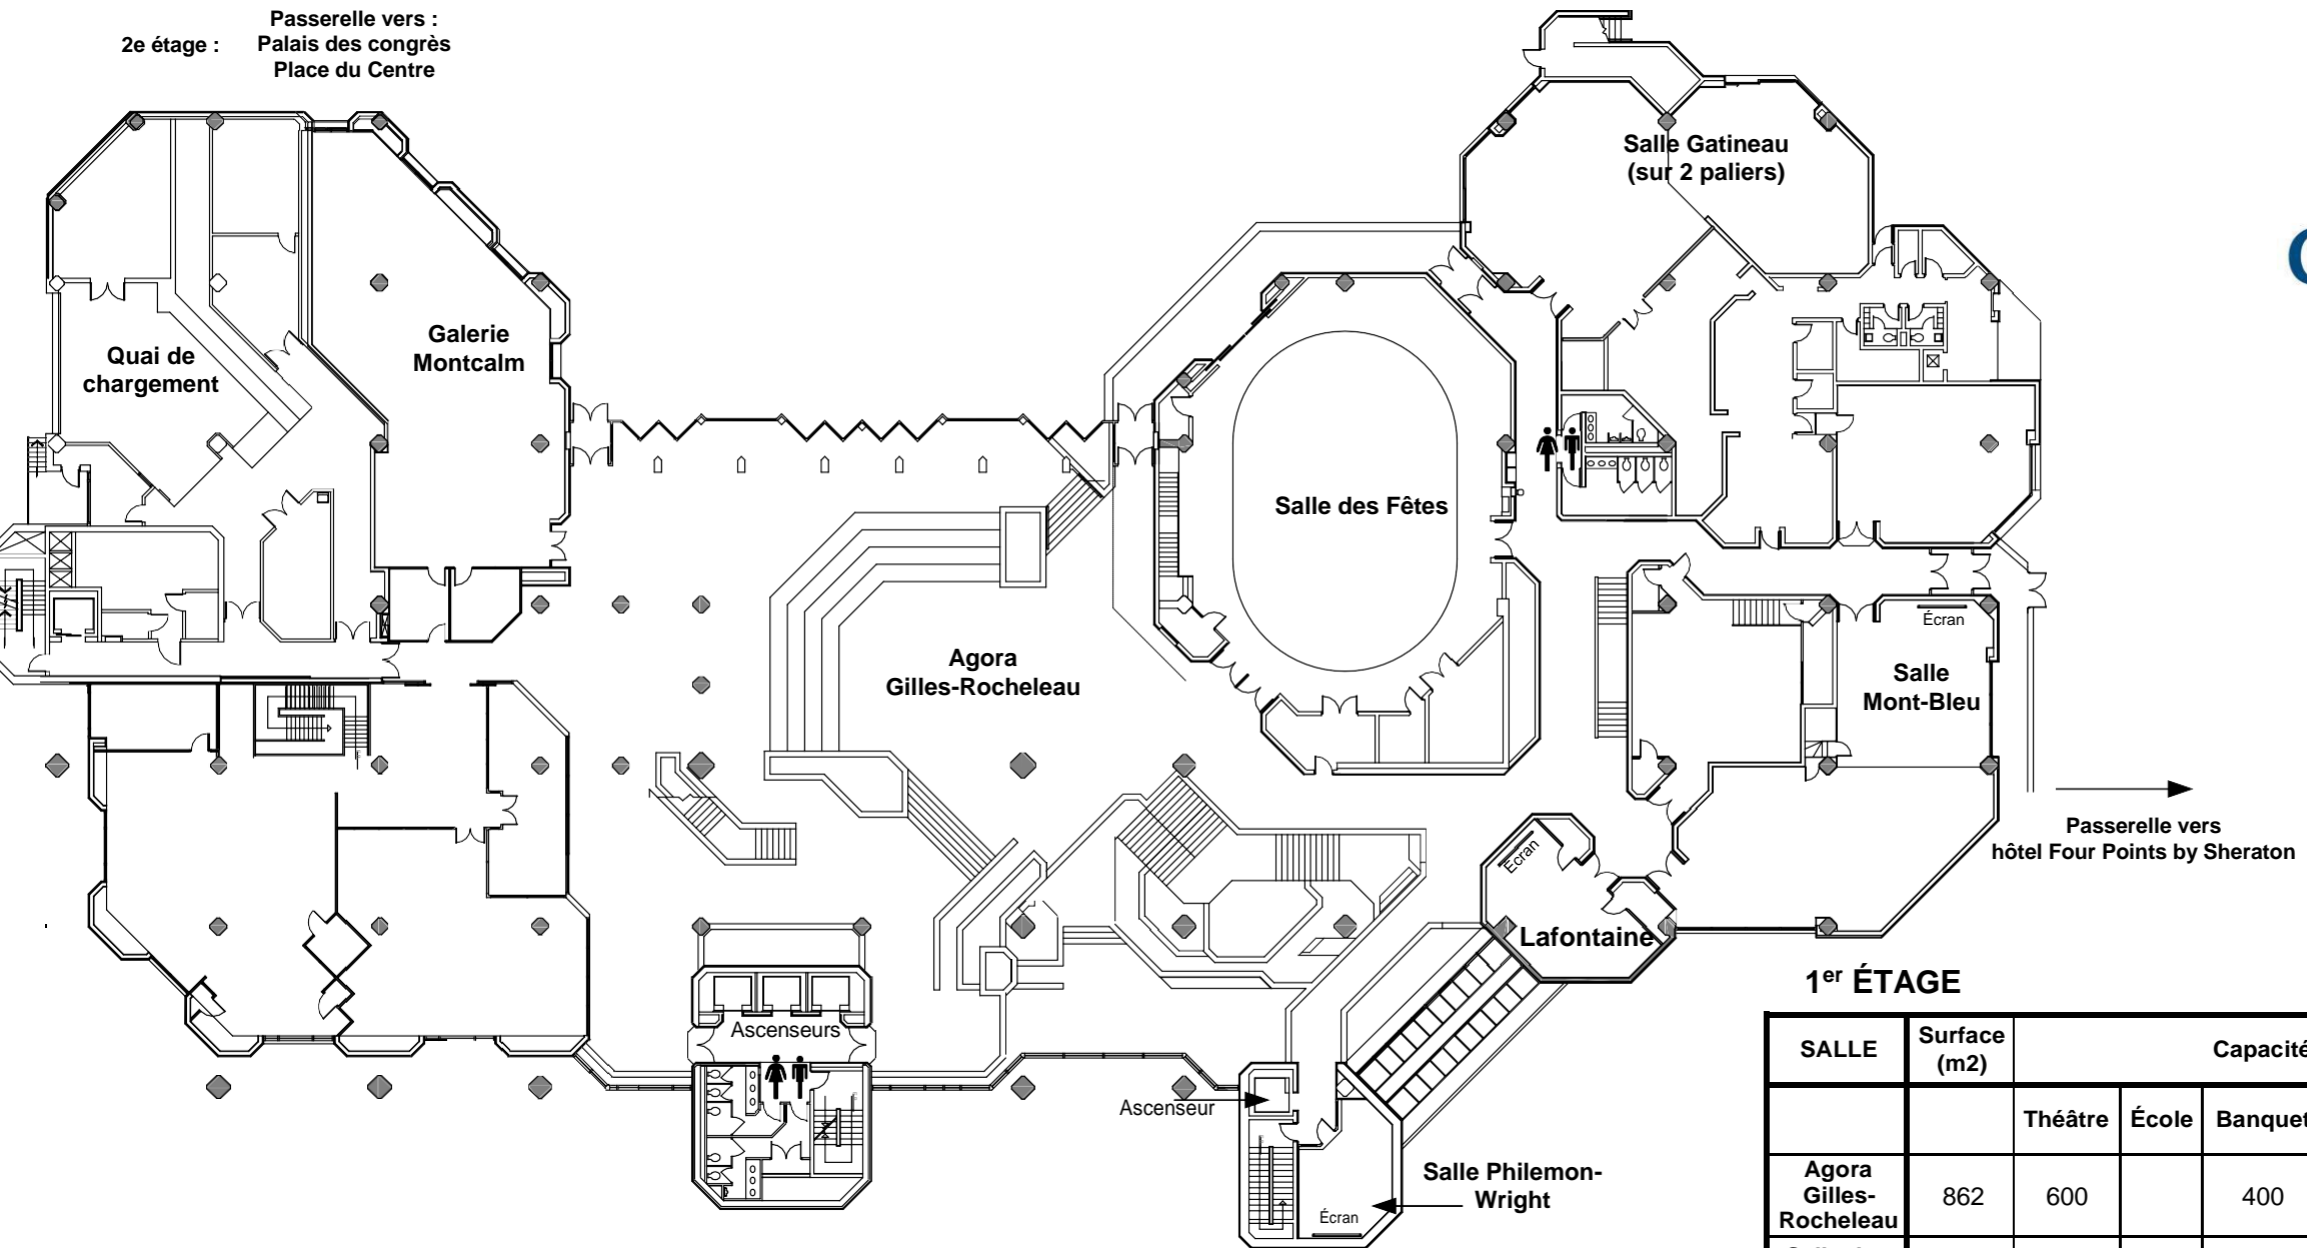 Passerelle vers :
2e étage : Palais des congrès
Place du Centre
Salle Gatineau
(sur 2 paliers)
Galerie
Montcalm
Quai de
chargement
Salle des Fêtes
Écran
Agora
Gilles-Rocheleau
Salle
Mont-Bleu
Passerelle vers
hôtel Four Points by Sheraton
Écran
Lafontaine
Ascenseurs
Ascenseur
Salle Philemon-
Wright
Écran
1er ÉTAGE
SALLE Surface (m2) Capacité
Théâtre École Banquet
Agora Gilles-Rocheleau 862 600 400